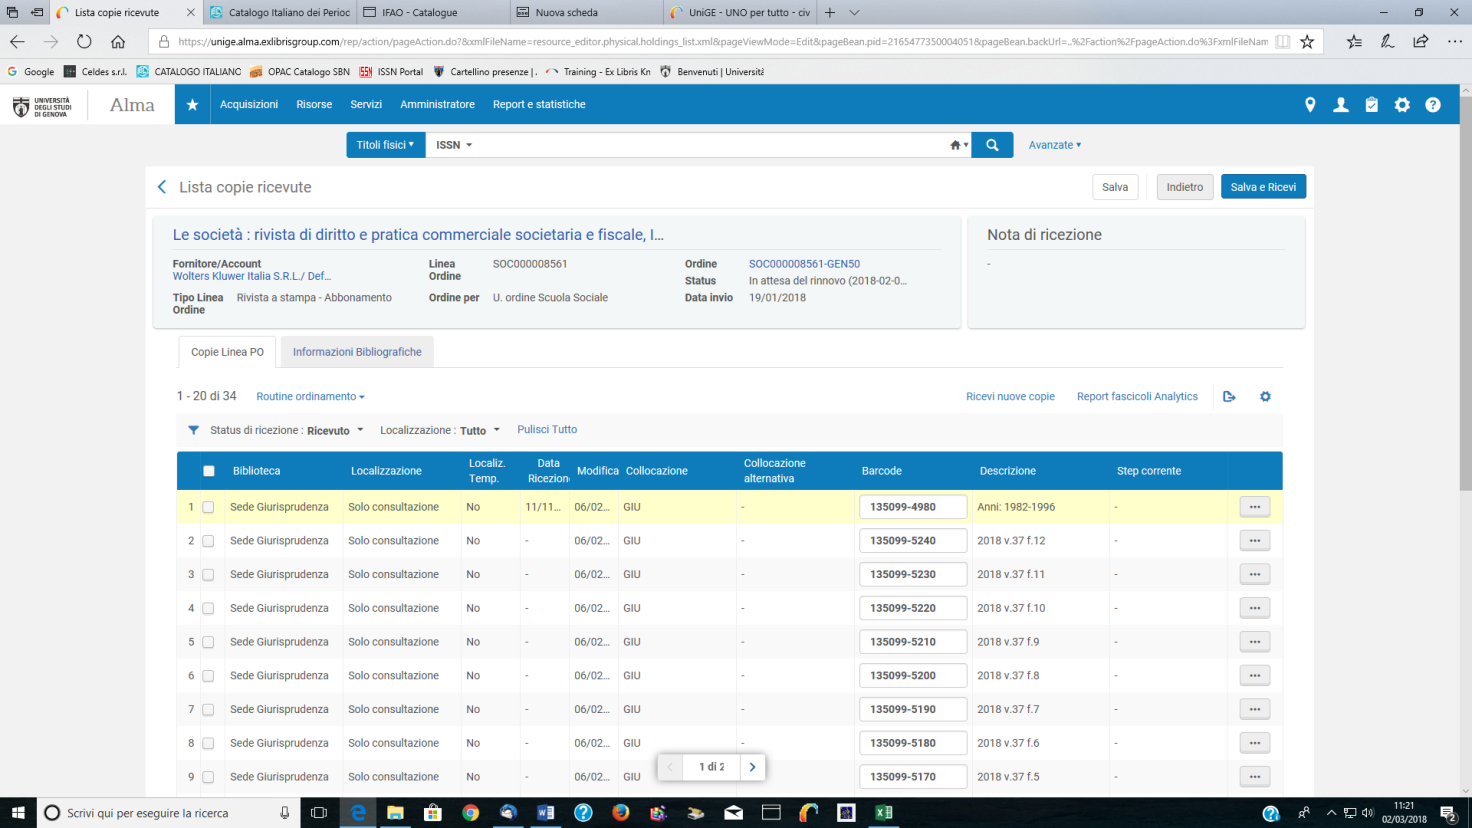 Lista copie ricevute
Catalogo Italiano dei Period
IFAO - Catalogue
Nuova scheda
UniGE - UNO per tutto - civ
https://unige.alma.exlibrisgroup.com/rep/action/pageAction.do?&xmlFileName=resource_editor.physical.holdings_list.xml&pageViewMode=Edit&pageBean.pid=2165477350004051&pageBean.backUrl=..%2Faction%2FpageAction.do%3FxmlFileNam
Google Celdes s.r.l. CATALOGO ITALIANO OPAC Catalogo SBN ISSN Portal Cartellino presenze | . Training - Ex Libris Kn Benvenuti | Universita
UNIVERSITÀ
DEGLI STUDI
DI GENOVA
Alma
Acquisizioni Risorse Servizi Amministratore Report e statistiche
Titoli fisici ISSN Avanzate
Lista copie ricevute Salva Indietro Salva e Ricevi
Le società : rivista di diritto e pratica commerciale societaria e fiscale, I...
Fornitore/Account
Wolters Kluwer Italia S.R.L./ Def...
Tipo Linea Ordine Rivista a stampa - Abbonamento
Linea Ordine SOC000008561
Ordine per U. ordine Scuola Sociale
Ordine SOC000008561-GEN50
Status In attesa del rinnovo (2018-02-0...
Data invio 19/01/2018
Nota di ricezione
-
Copie Linea PO Informazioni Bibliografiche
1 - 20 di 34 Routine ordinamento Ricevi nuove copie Report fascicoli Analytics
Status di ricezione : Ricevuto Localizzazione : Tutto Pulisci Tutto
Biblioteca Localizzazione Localiz. Temp. Data Ricezion Modifica Collocazione Collocazione alternativa Barcode Descrizione Step corrente
1 Sede Giurisprudenza Solo consultazione No 11/11... 06/02... GIU - 135099-4980 Anni: 1982-1996 - ...
2 Sede Giurisprudenza Solo consultazione No - 06/02... GIU - 135099-5240 2018 v.37 f.12 - ...
3 Sede Giurisprudenza Solo consultazione No - 06/02... GIU - 135099-5230 2018 v.37 f.11 - ...
4 Sede Giurisprudenza Solo consultazione No - 06/02... GIU - 135099-5220 2018 v.37 f.10 - ...
5 Sede Giurisprudenza Solo consultazione No - 06/02... GIU - 135099-5210 2018 v.37 f.9 - ...
6 Sede Giurisprudenza Solo consultazione No - 06/02... GIU - 135099-5200 2018 v.37 f.8 - ...
7 Sede Giurisprudenza Solo consultazione No - 06/02... GIU - 135099-5190 2018 v.37 f.7 - ...
8 Sede Giurisprudenza Solo consultazione No - 06/02... GIU - 135099-5180 2018 v.37 f.6 - ...
9 Sede Giurisprudenza Solo consultazione No - 06/02... GIU 135099-5170 2018 v.37 f.5 - ...
1 di 2
Scrivi qui per eseguire la ricerca
11:21
02/03/2018
2